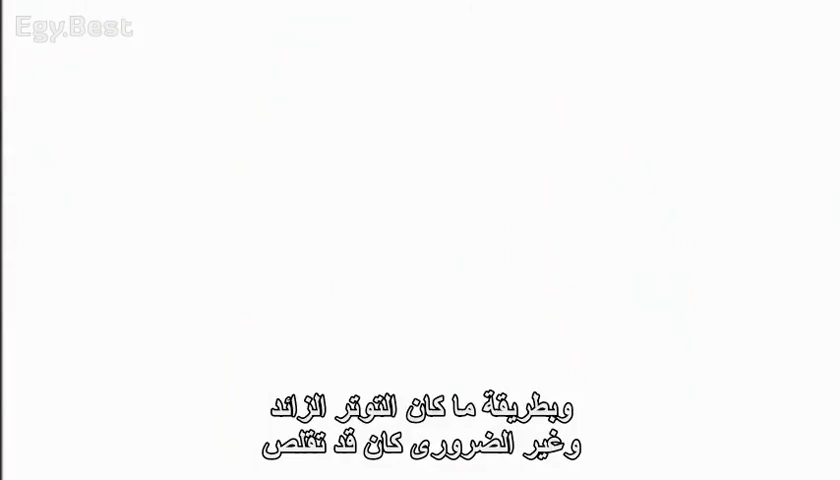 Egy.Best
وبطريقة ما كان التوتر الزائد
وغير الضرورى كان قد تقلص